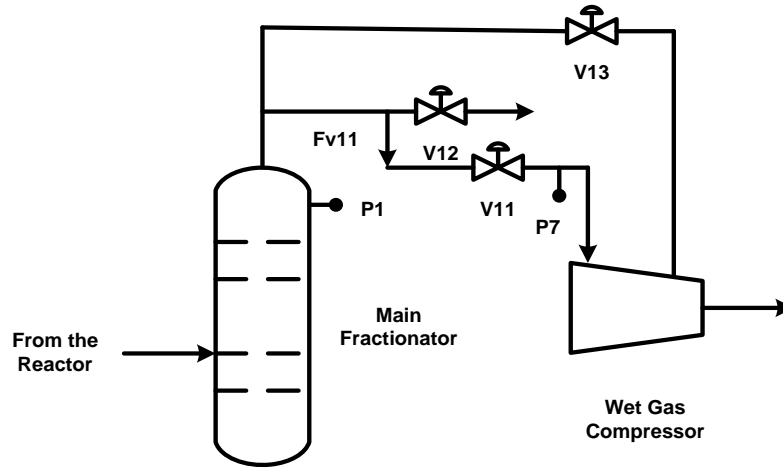 V13
Fv11
V12
P1
V11
P7
From the
Reactor
Main
Fractionator
Wet Gas
Compressor